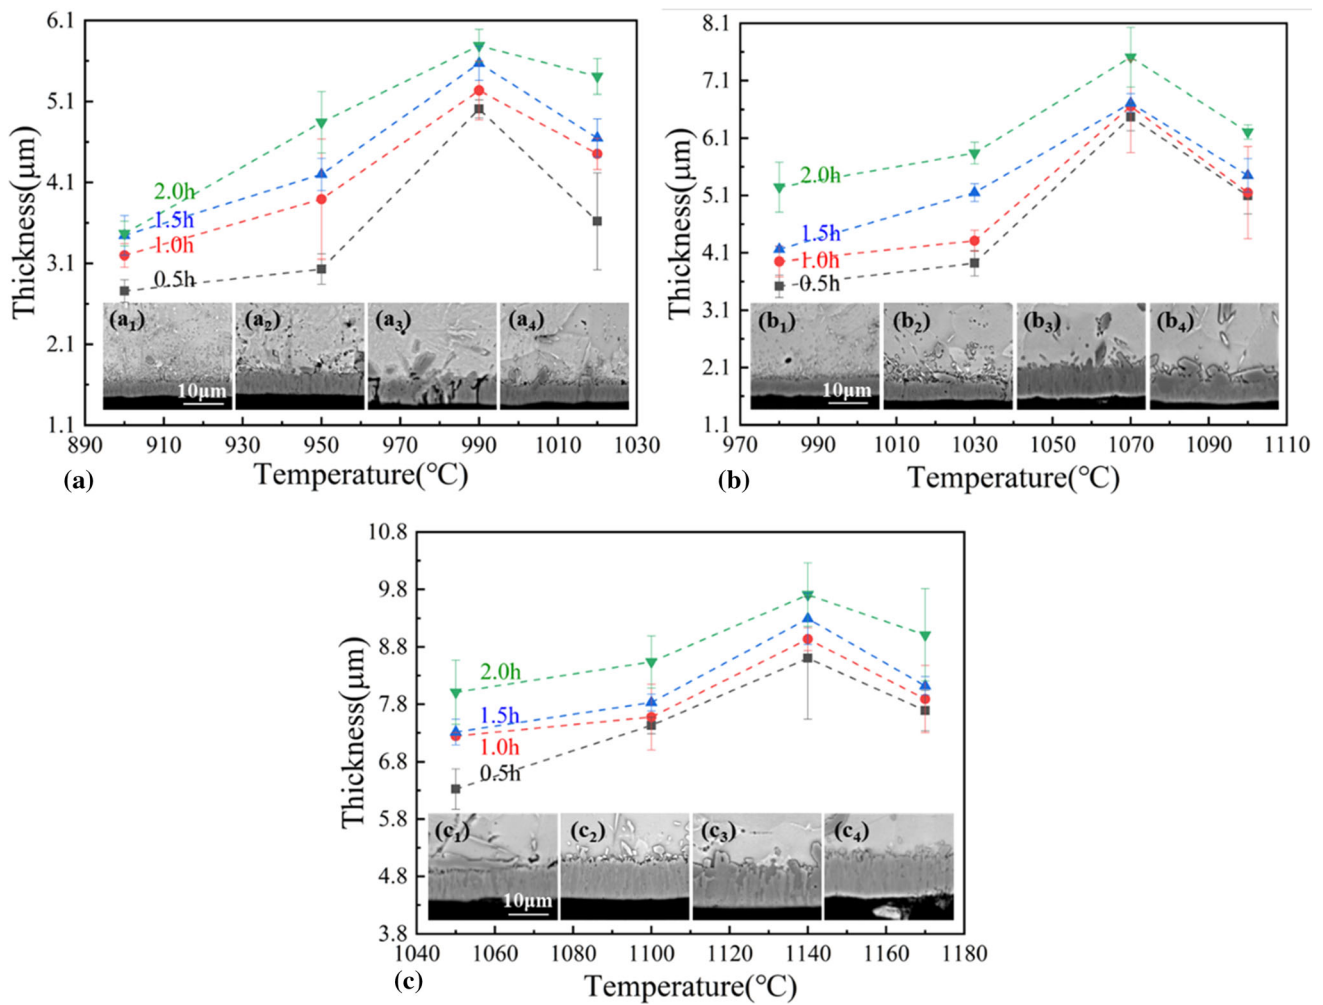 6.1
5.1
4.1
3.1
2.1
1.1
Thickness(μm)
2.0h
1.5h
1.0h
0.5h
(a1)
(a2)
(a3)
(a4)
10μm
890 910 930 950 970 990 1010 1030
Temperature(°C)
(a)
8.1
7.1
6.1
5.1
4.1
3.1
2.1
1.1
Thickness(μm)
2.0h
1.5h
1.0h
0.5h
(b1)
(b2)
(b3)
(b4)
10μm
970 990 1010 1030 1050 1070 1090 1110
Temperature(°C)
(b)
10.8
9.8
8.8
7.8
6.8
5.8
4.8
3.8
Thickness(μm)
2.0h
1.5h
1.0h
0.5h
(c1)
(c2)
(c3)
(c4)
10μm
1040 1060 1080 1100 1120 1140 1160 1180
Temperature(°C)
(c)